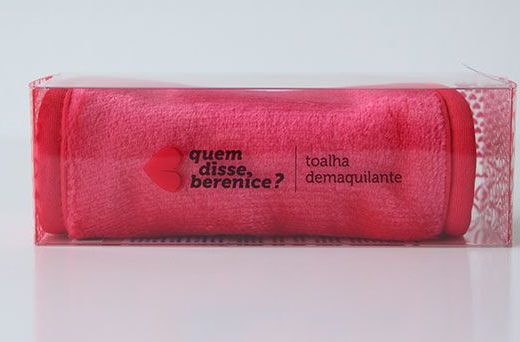 quem
disse,
berenice?
toalha
demaquilante